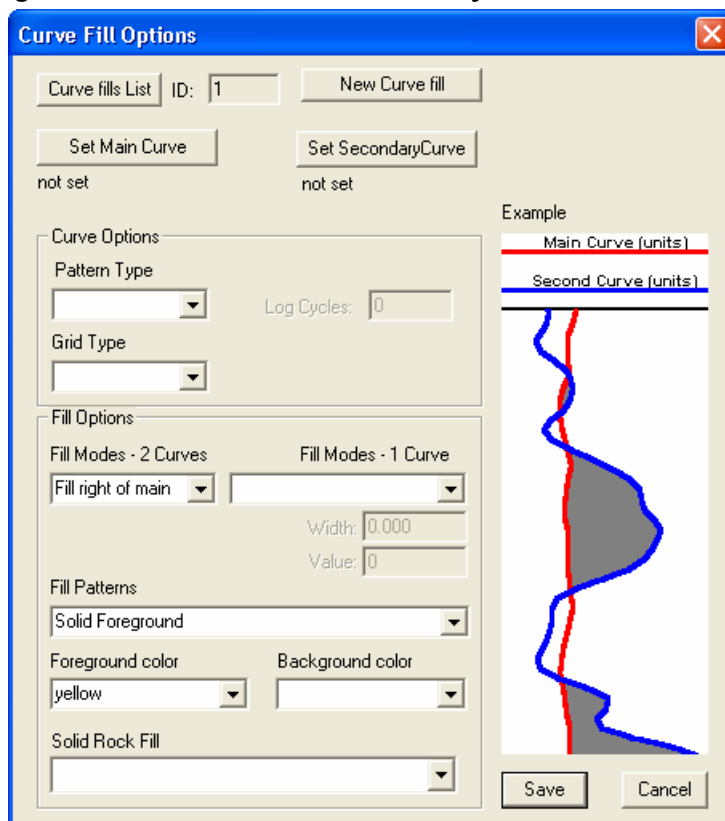 Curve Fill Options
Curve fills List ID: 1 New Curve fill
Set Main Curve Set SecondaryCurve
not set not set
Example
Main Curve (units)
Second Curve (units)
Curve Options
Pattern Type
Log Cycles: 0
Grid Type
Fill Options
Fill Modes - 2 Curves Fill Modes - 1 Curve
Fill right of main
Width: 0.000
Value: 0
Fill Patterns
Solid Foreground
Foreground color Background color
yellow
Solid Rock Fill
Save Cancel